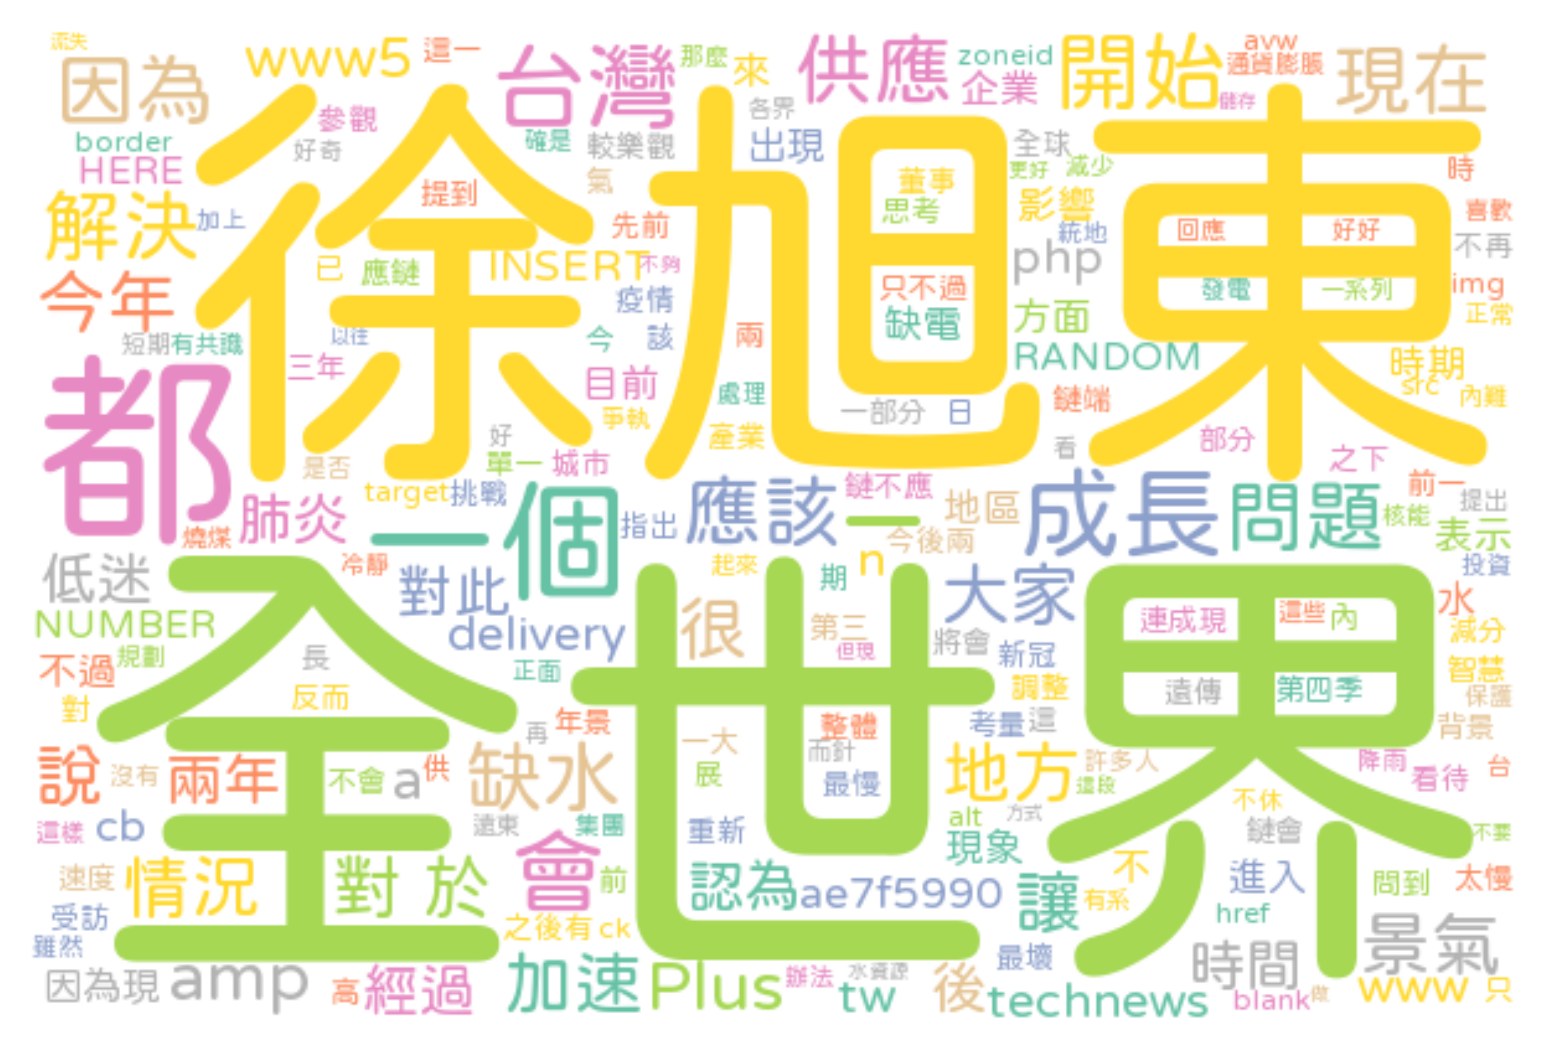 流失
因為
www5
這一
台灣
那麼
來
供應
zoneid
企業
開始
avw
通貨膨脹
儲存
現在
border
HERE
參觀
好奇
確是
較樂觀
各界
出現
全球
更好
減少
時
徐旭東
解決
加上
提到
氣
先前
董事
思考
影響
統地
回應
好好
喜歡
不再
今年
已
應鏈
INSERT
不夠
疫情
只不過
缺電
php
方面
發電
一系列
img
正常
短期
有共識
以往
今
該
兩
RANDOM
時期
src
內難
三年
目前
處理
爭執
產業
一部分
日
鏈端
都
好
看
部分
之下
是否
單一
城市
target
挑戰
鏈不應
地區
前一
提出
肺炎
燒煤
一個
指出
應該
一
今後兩
成長
問題
核能
表示
低迷
冷靜
對此
起來
期
n
大家
投資
水
NUMBER
delivery
很
第三
但現
將會
新冠
連成現
這些
內
減分
不過
規劃
長
正面
調整
遠傳
第四季
智慧
保護
對
反而
全世界
再
年景
一大
整體
而針
考量
這
背景
說
沒有
兩年
不會
a
供
缺水
展
最慢
地方
許多人
這段
降雨
看待
台
這樣
cb
遠東
集團
重新
alt
方式
現象
不休
鏈會
不要
速度
情況
對於
會
前
認為
ae7f5990
讓
不
有系
進入
問到
太慢
受訪
雖然
之後有
ck
href
最壞
時間
景氣
因為現
amp
高
經過
加速
Plus
辦法
水資源
tw
後
technews
blank
做
www
只